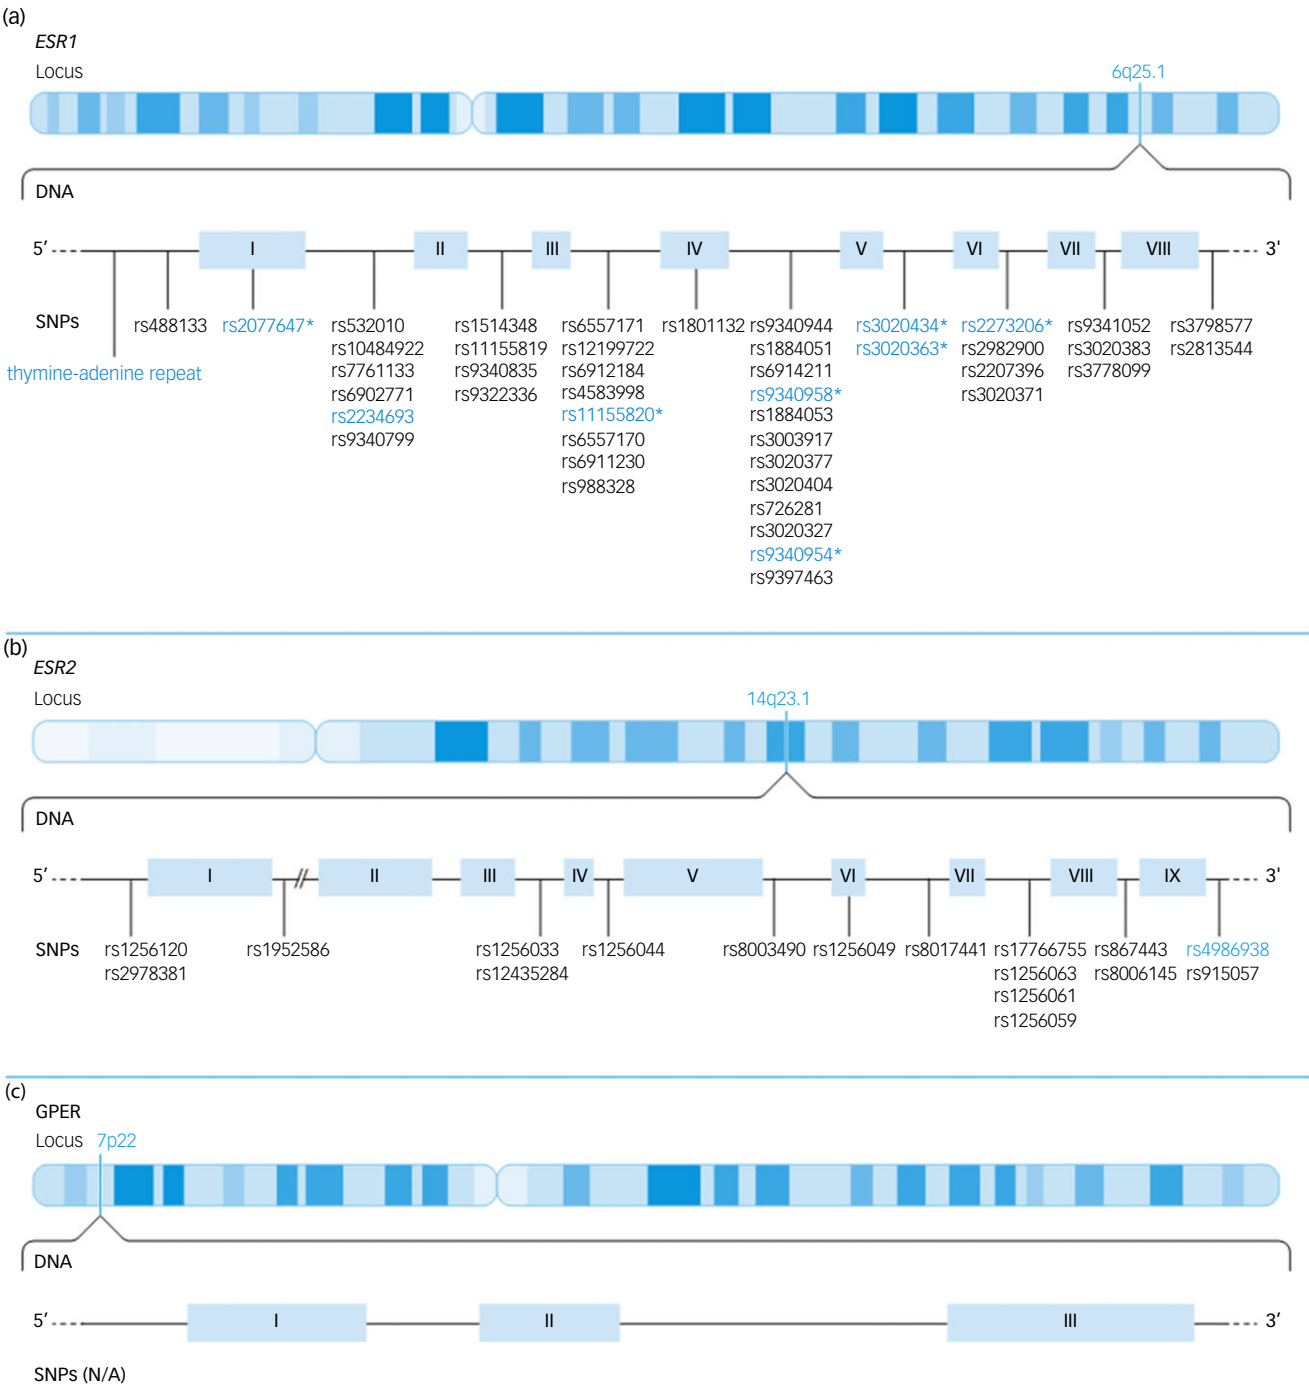 (a)
ESR1
Locus
6q25.1
DNA
5′ I II III IV V VI VII VIII 3'
SNPs
rs488133 rs2077647* rs532010 rs1514348 rs6557171 rs1801132 rs9340944 rs3020434* rs2273206* rs9341052 rs3798577
rs10484922 rs11155819 rs12199722 rs1884051 rs3020363* rs2982900 rs3020383 rs2813544
thymine-adenine repeat rs7761133 rs9340835 rs6912184 rs6914211 rs2207396 rs3778099
rs6902771 rs9322336 rs4583998 rs9340958* rs3020371
rs2234693 rs11155820* rs1884053
rs9340799 rs6557170 rs3003917
rs6911230 rs3020377
rs988328 rs3020404
rs726281
rs3020327
rs9340954*
rs9397463
(b)
ESR2
Locus
14q23.1
DNA
5′ I // II III IV V VI VII VIII IX 3′
SNPs rs1256120 rs1952586 rs1256033 rs1256044 rs8003490 rs1256049 rs8017441 rs17766755 rs867443 rs4986938
rs2978381 rs12435284 rs1256063 rs8006145 rs915057
rs1256061
rs1256059
(c)
GPER
Locus 7p22
DNA
5′ I II III 3′
SNPs (N/A)